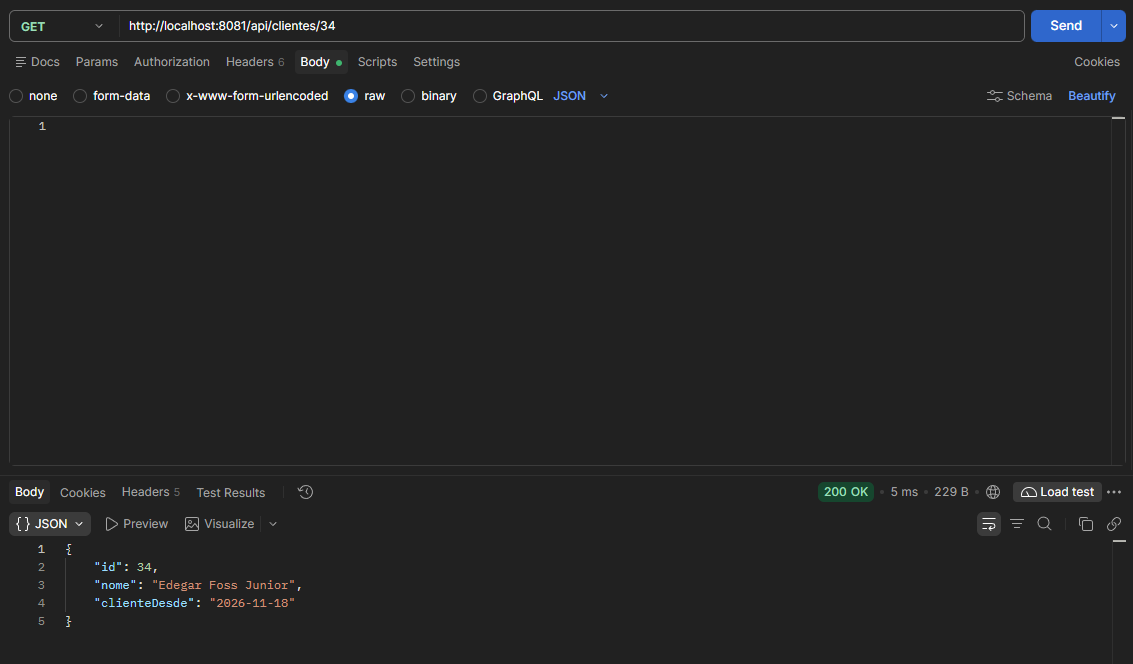 GET http://localhost:8081/api/clientes/34 Send
Docs Params Authorization Headers 6 Body Scripts Settings Cookies
none form-data x-www-form-urlencoded raw binary GraphQL JSON Schema Beautify
1
Body Cookies Headers 5 Test Results 200 OK 5 ms 229 B Load test
{} JSON Preview Visualize
1 {
2 "id": 34,
3 "nome": "Edegar Foss Junior",
4 "clienteDesde": "2026-11-18"
5 }